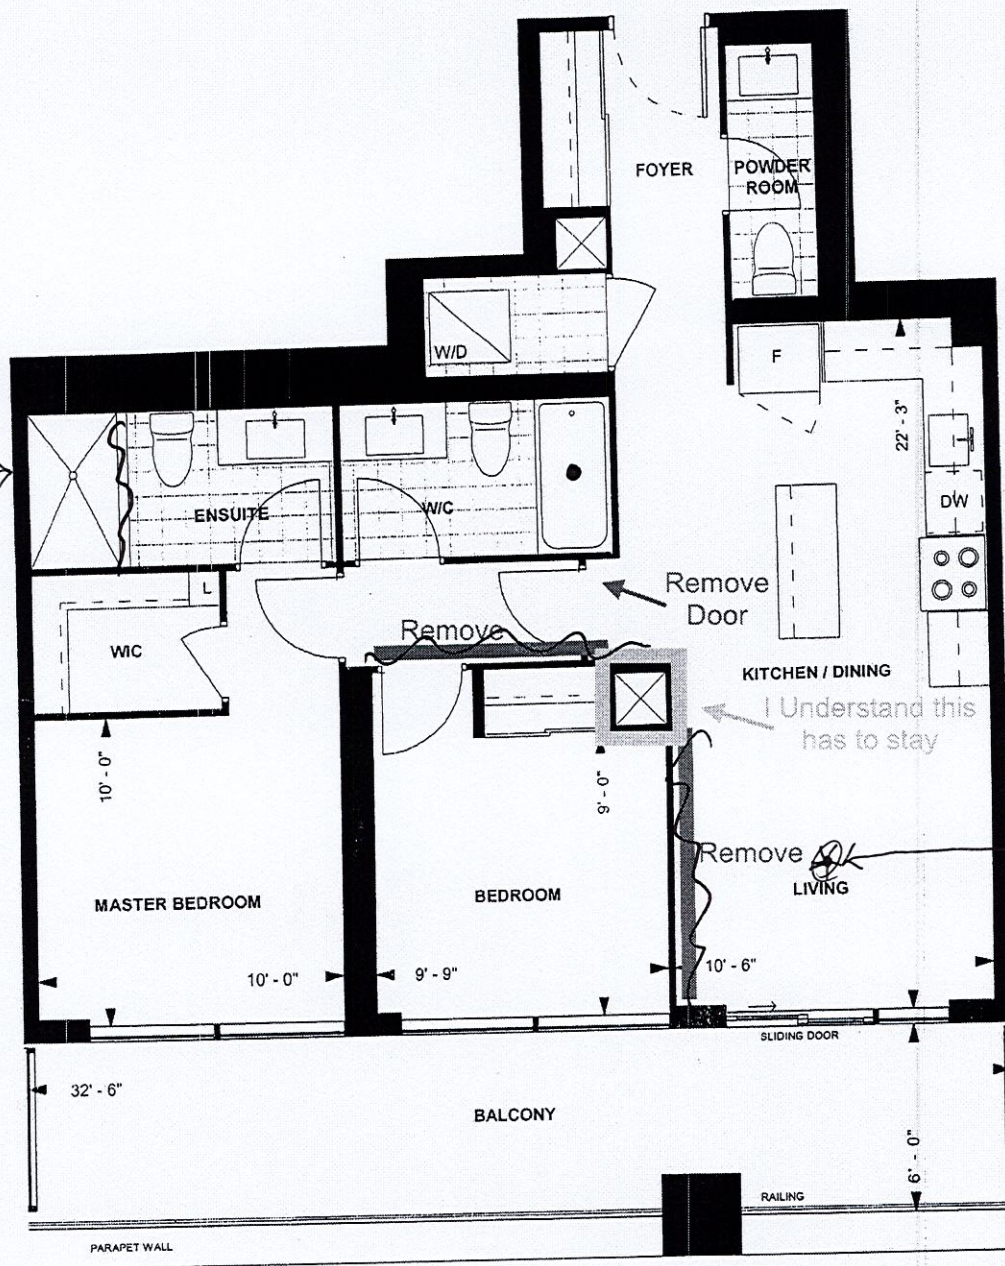 FOYER
POWDER
ROOM
W/D
F
22' - 3"
DW
ENSUITE
W/C
Remove
Door
L
Remove
WIC
KITCHEN / DINING
I Understand this
has to stay
10' - 0"
9' - 0"
Remove OK
LIVING
MASTER BEDROOM
BEDROOM
10' - 0"
9' - 9"
10' - 6"
SLIDING DOOR
32' - 6"
BALCONY
6' - 0"
RAILING
PARAPET WALL